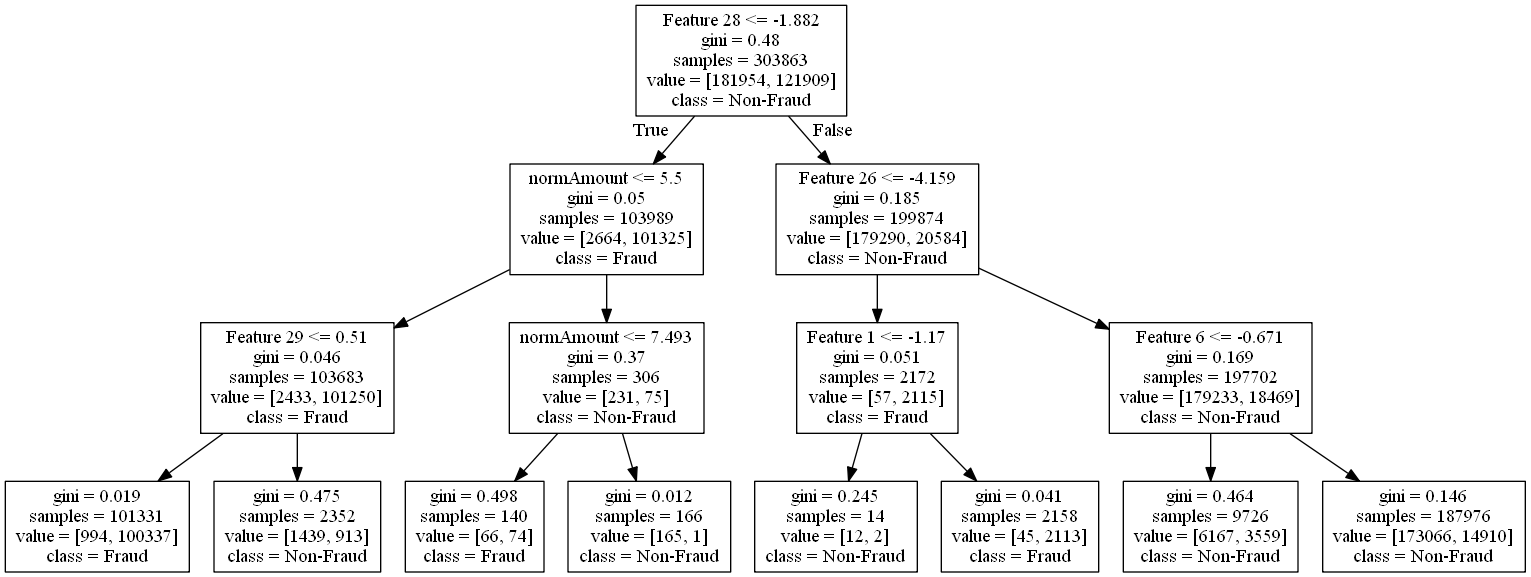 Feature 28 <= -1.882
gini = 0.48
samples = 303863
value = [181954, 121909]
class = Non-Fraud
True
False
normAmount <= 5.5
gini = 0.05
samples = 103989
value = [2664, 101325]
class = Fraud
Feature 26 <= -4.159
gini = 0.185
samples = 199874
value = [179290, 20584]
class = Non-Fraud
Feature 29 <= 0.51
gini = 0.046
samples = 103683
value = [2433, 101250]
class = Fraud
normAmount <= 7.493
gini = 0.37
samples = 306
value = [231, 75]
class = Non-Fraud
Feature 1 <= -1.17
gini = 0.051
samples = 2172
value = [57, 2115]
class = Fraud
Feature 6 <= -0.671
gini = 0.169
samples = 197702
value = [179233, 18469]
class = Non-Fraud
gini = 0.019
samples = 101331
value = [994, 100337]
class = Fraud
gini = 0.475
samples = 2352
value = [1439, 913]
class = Non-Fraud
gini = 0.498
samples = 140
value = [66, 74]
class = Fraud
gini = 0.012
samples = 166
value = [165, 1]
class = Non-Fraud
gini = 0.245
samples = 14
value = [12, 2]
class = Non-Fraud
gini = 0.041
samples = 2158
value = [45, 2113]
class = Fraud
gini = 0.464
samples = 9726
value = [6167, 3559]
class = Non-Fraud
gini = 0.146
samples = 187976
value = [173066, 14910]
class = Non-Fraud